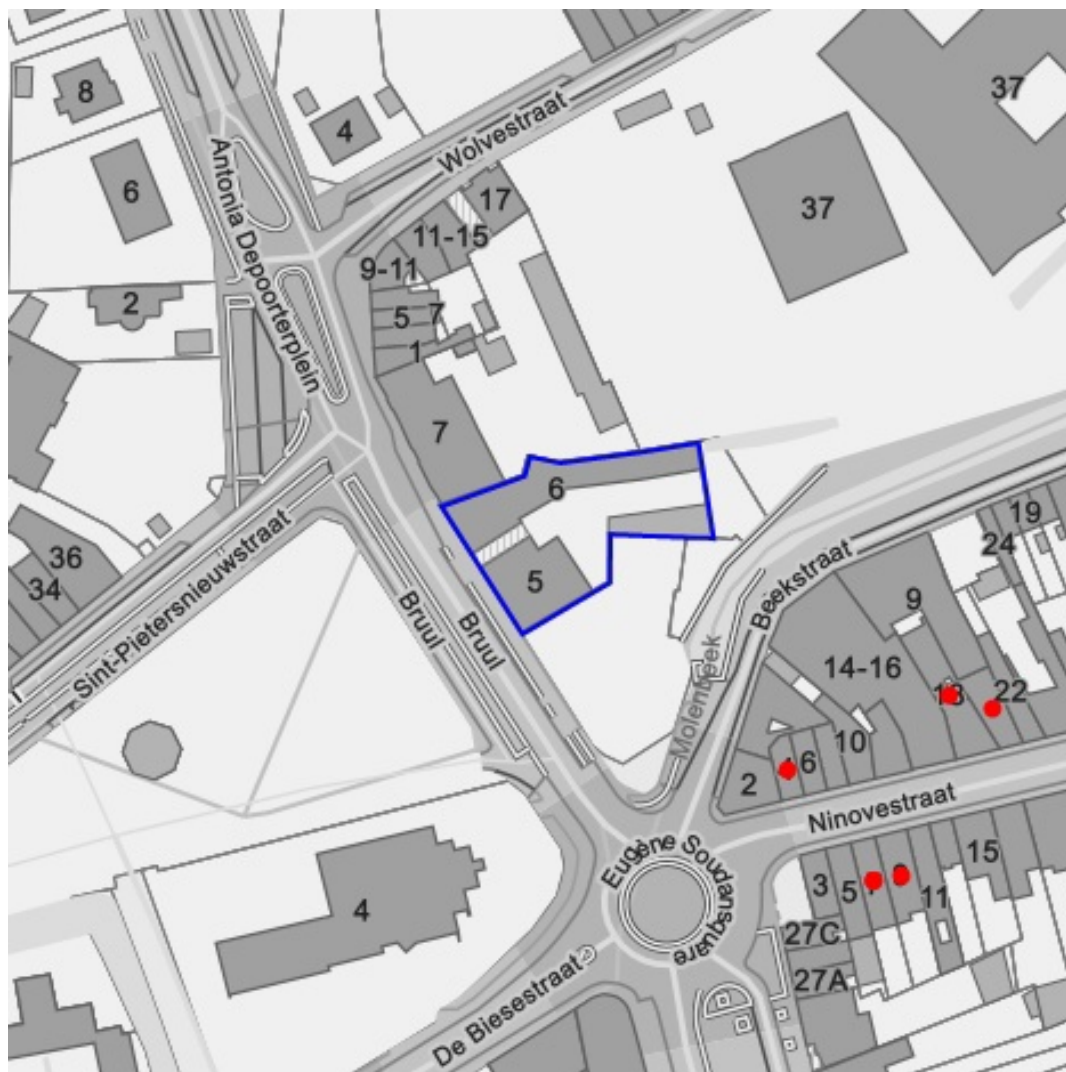 8
4
37
Wolvestraat
6
17
37
11-15
Antonia Depoorterplein
9-11
2
5
7
1
7
6
36
34
19
24
Sint-Pietersnieuwstraat
5
Beekstraat
9
Bruul
Bruul
14-16
Molenbeek
22
10
6
2
Ninovestraat
Eugène Soudansquare
15
3
5
11
4
27C
27A
De Biesestraat